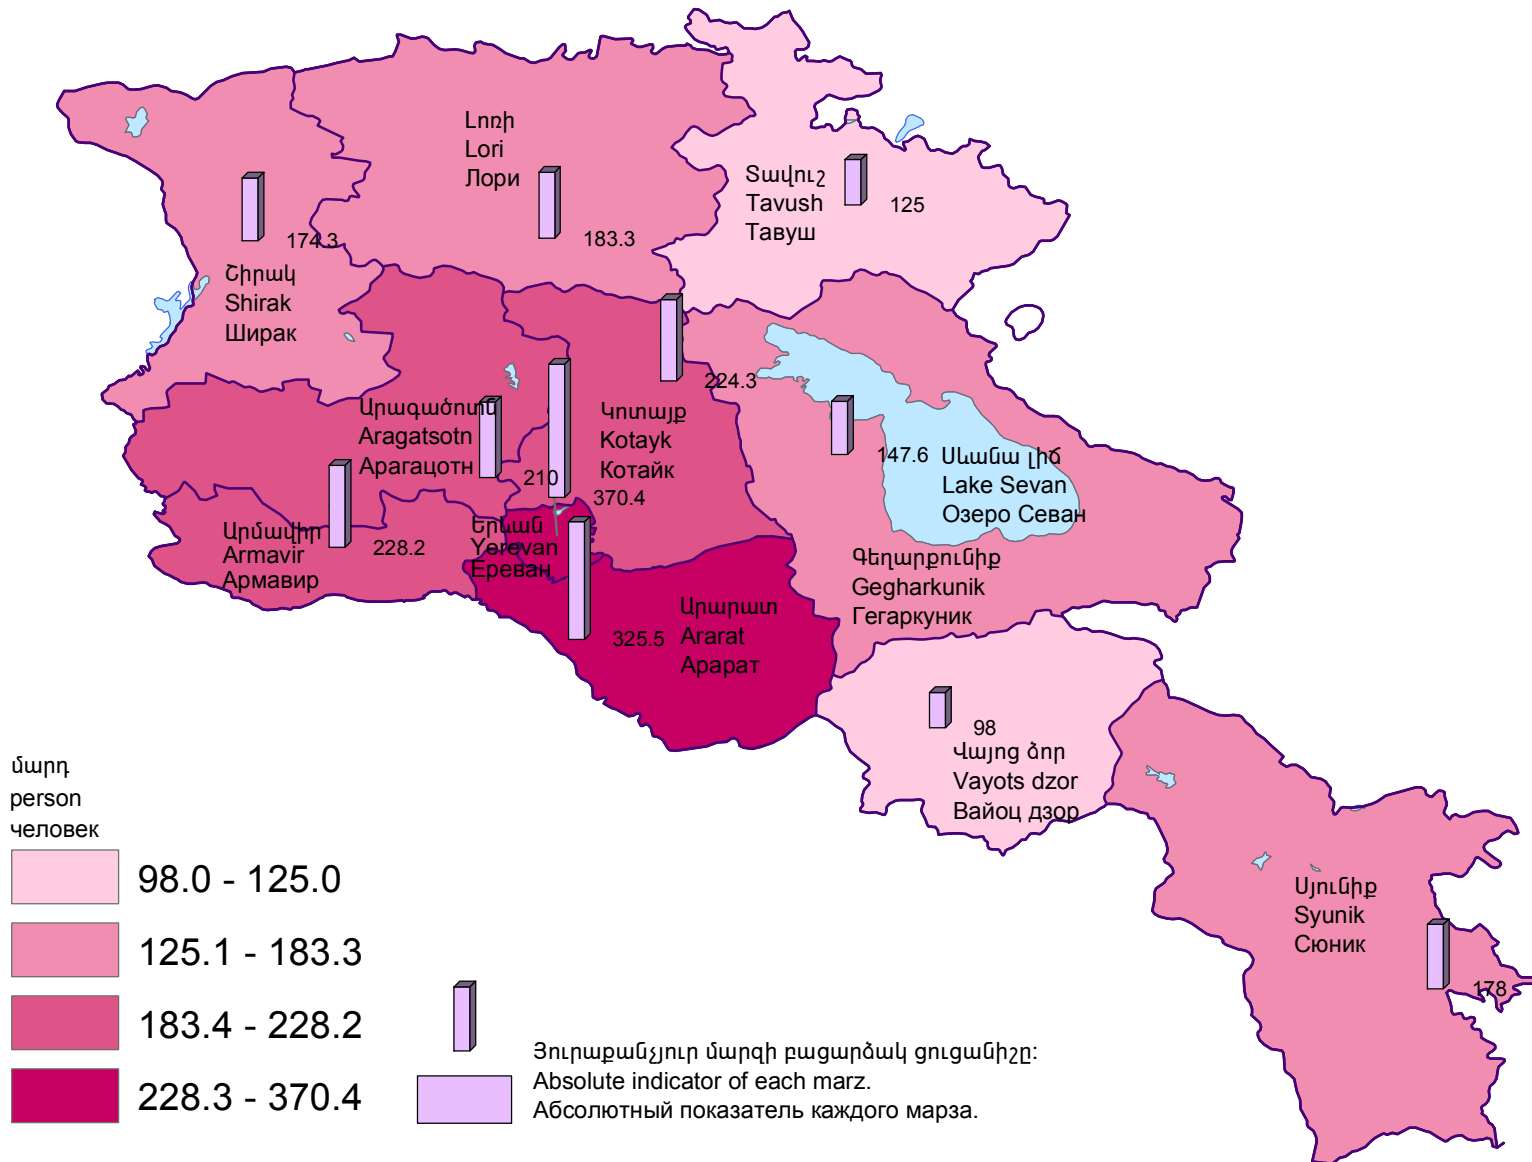 Լոռի
Lori
Лори
183.3
Տավուշ
Tavush
Тавуш
125
174.3
Շիրակ
Shirak
Ширак
224.3
Արագածոտն
Aragatsotn
Арагацотн
210
Կոտայք
Kotayk
Котайк
370.4
147.6
Սևանա լիճ
Lake Sevan
Озеро Севан
Արմավիր
Armavir
Армавир
228.2
Երևան
Yerevan
Ереван
Գեղարքունիք
Gegharkunik
Гегаркуник
325.5
Արարատ
Ararat
Арарат
98
Վայոց ձոր
Vayots dzor
Вайоц дзор
Սյունիք
Syunik
Сюник
178
մարդ
person
человек
98.0 - 125.0
125.1 - 183.3
183.4 - 228.2
228.3 - 370.4
Յուրաքանչյուր մարզի բացարձակ ցուցանիշը:
Absolute indicator of each marz.
Абсолютный показатель каждого марза.